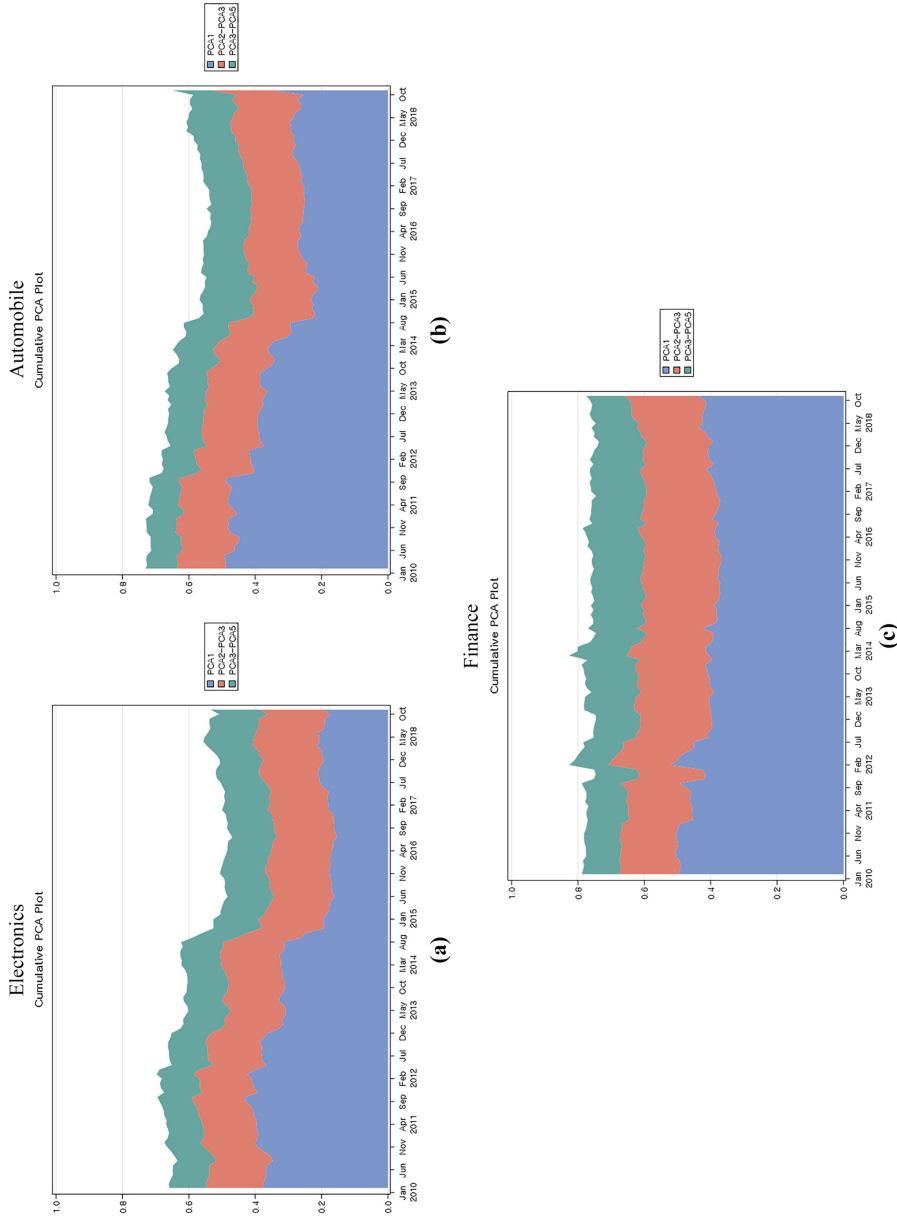 Electronics
Cumulative PCA Plot
1.0
0.8
0.6
0.4
0.2
0.0
Jan Jun Nov Apr Sep Feb Jul Dec May Oct Mar Aug Jan Jun Nov Apr Sep Feb Jul Dec May Oct
2010 2011 2012 2013 2014 2015 2016 2017 2018
PCA1
PCA2-PCA3
PCA3-PCA5
(a)
Automobile
Cumulative PCA Plot
1.0
0.8
0.6
0.4
0.2
0.0
Jan Jun Nov Apr Sep Feb Jul Dec May Oct Mar Aug Jan Jun Nov Apr Sep Feb Jul Dec May Oct
2010 2011 2012 2013 2014 2015 2016 2017 2018
PCA1
PCA2-PCA3
PCA3-PCA5
(b)
Finance
Cumulative PCA Plot
1.0
0.8
0.6
0.4
0.2
0.0
Jan Jun Nov Apr Sep Feb Jul Dec May Oct Mar Aug Jan Jun Nov Apr Sep Feb Jul Dec May Oct
2010 2011 2012 2013 2014 2015 2016 2017 2018
PCA1
PCA2-PCA3
PCA3-PCA5
(c)